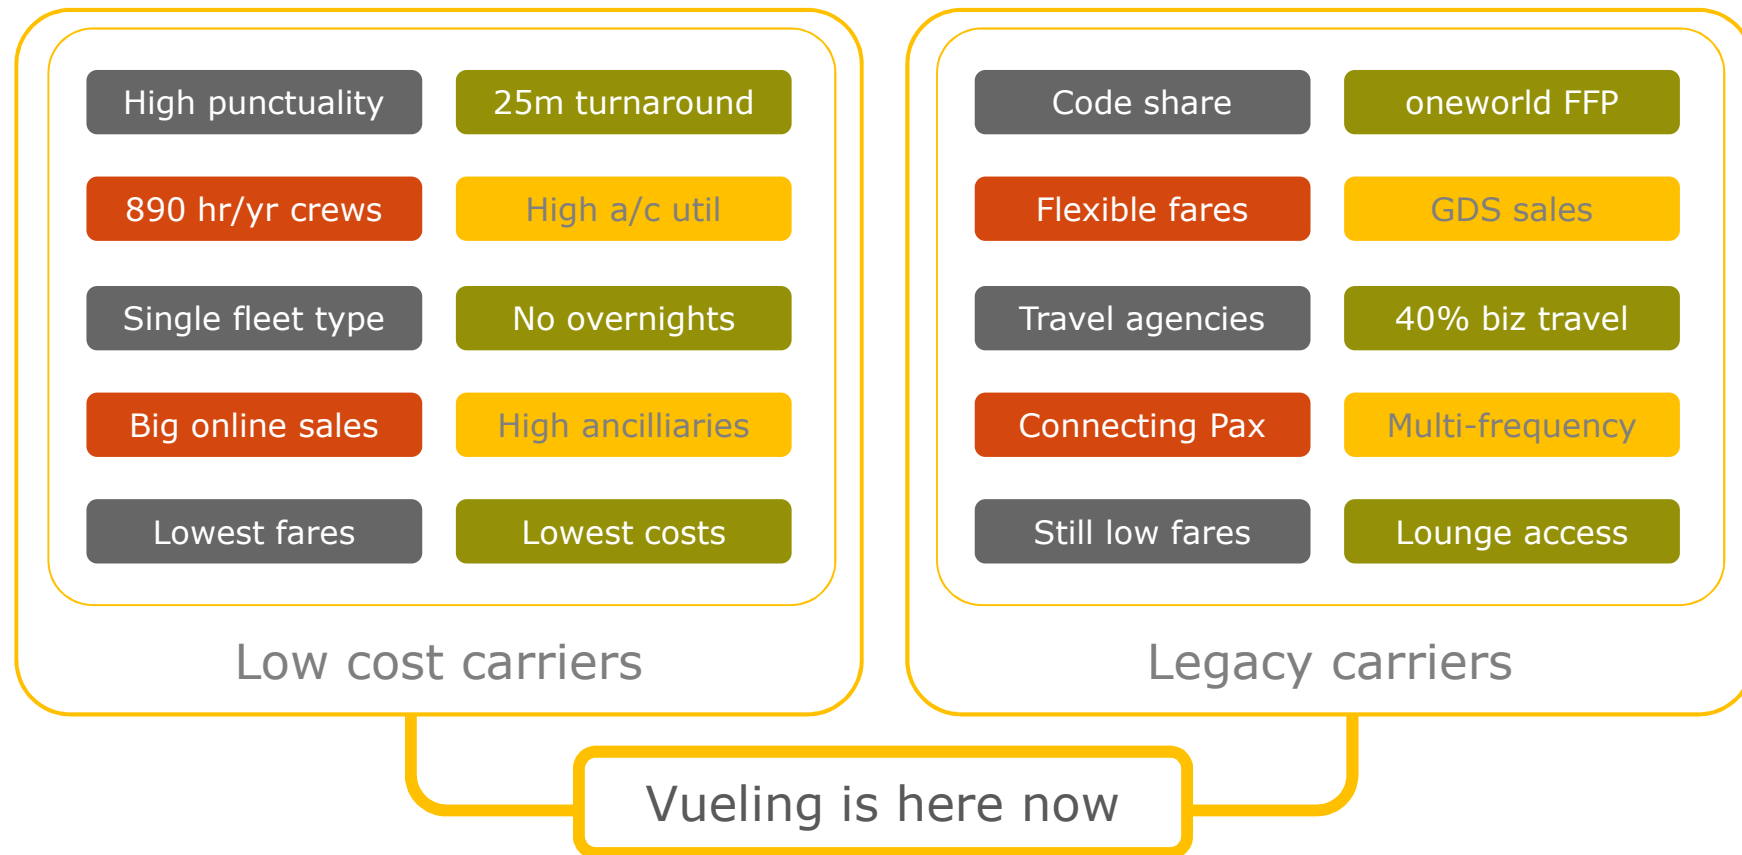 High punctuality
25m turnaround
890 hr/yr crews
High a/c util
Single fleet type
No overnights
Big online sales
High ancilliaries
Lowest fares
Lowest costs
Low cost carriers
Code share
oneworld FFP
Flexible fares
GDS sales
Travel agencies
40% biz travel
Connecting Pax
Multi-frequency
Still low fares
Lounge access
Legacy carriers
Vueling is here now